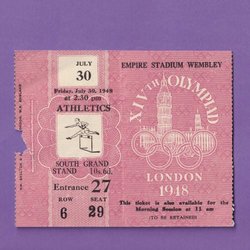 JULY
30
EMPIRE STADIUM WEMBLEY
Friday, July 30, 1948
at 2.30 pm
ATHLETICS
XIVTH OLYMPIAD
SOUTH GRAND
STAND 10s. 6d.
Entrance 27
ROW SEAT
6 29
LONDON
1948
This ticket is also available for the
Morning Session at 11 am
(TO BE RETAINED)